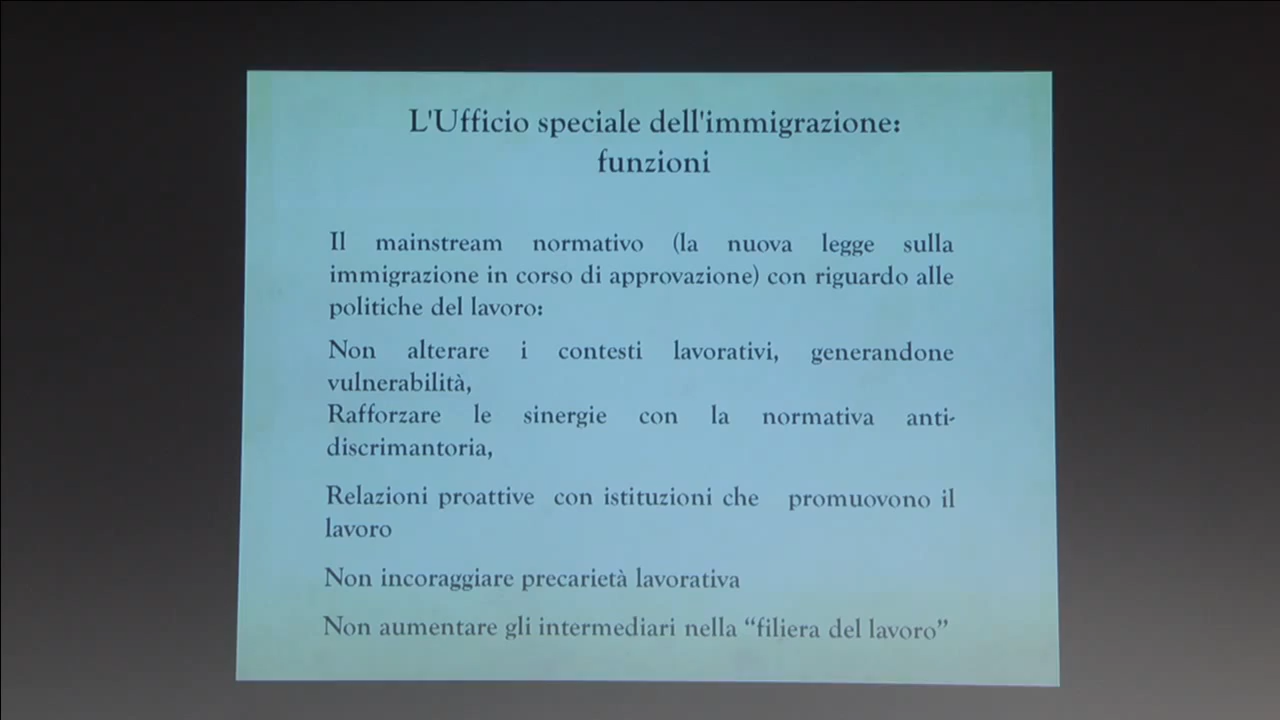 L'Ufficio speciale dell'immigrazione:
funzioni
Il mainstream normativo (la nuova legge sulla
immigrazione in corso di approvazione) con riguardo alle
politiche del lavoro:
Non alterare i contesti lavorativi, generandone
vulnerabilità,
Rafforzare le sinergie con la normativa anti-
discrimantoria,
Relazioni proattive con istituzioni che promuovono il
lavoro
Non incoraggiare precarietà lavorativa
Non aumentare gli intermediari nella “filiera del lavoro”